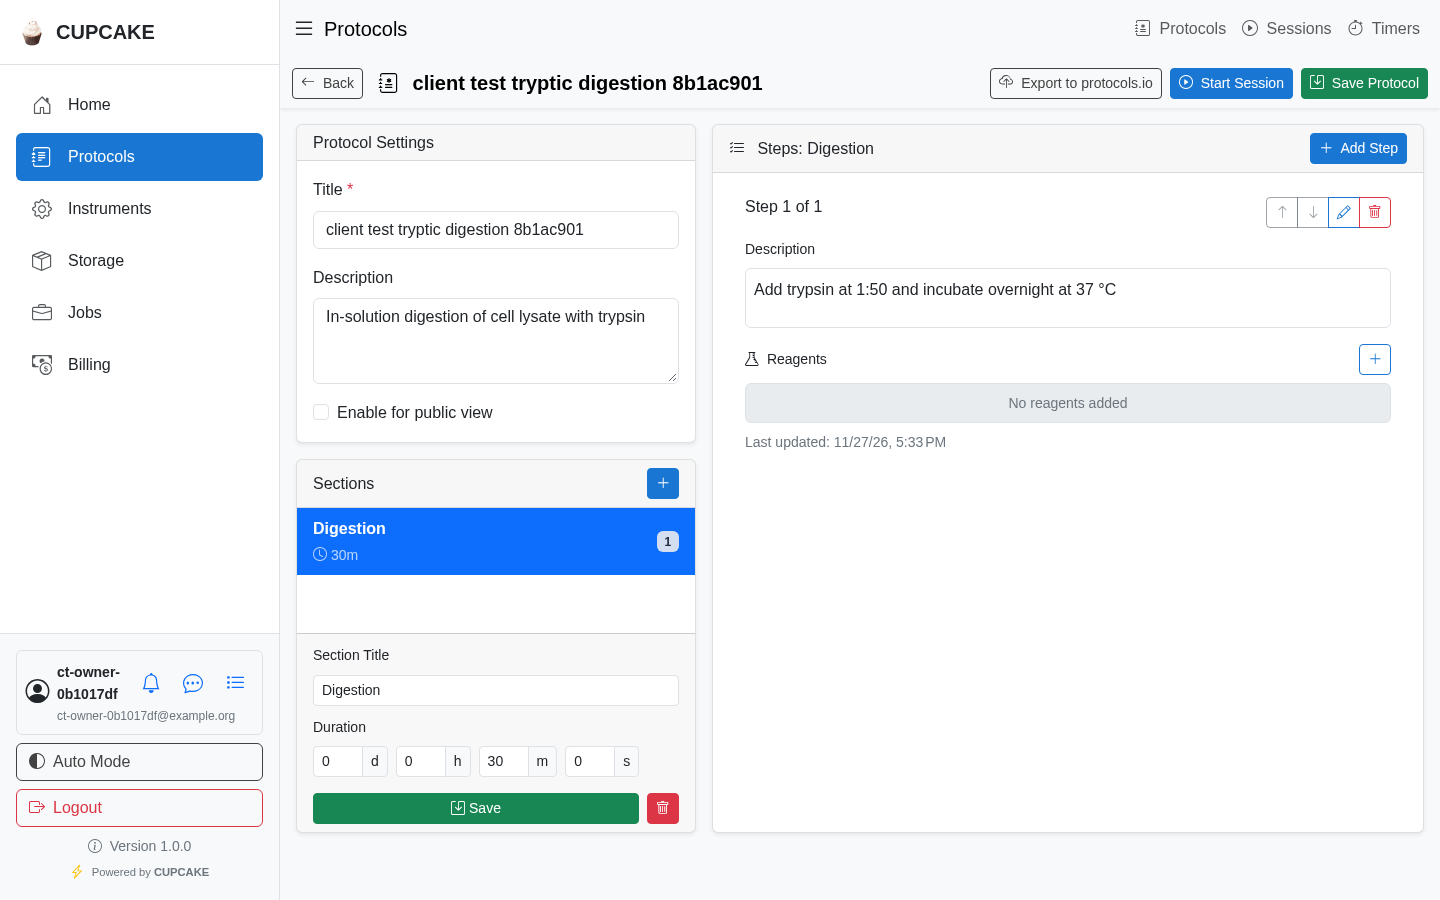 CUPCAKE
Protocols
Protocols
Sessions
Timers
Home
Protocols
Instruments
Storage
Jobs
Billing
Back
client test tryptic digestion 8b1ac901
Export to protocols.io
Start Session
Save Protocol
Protocol Settings
Title *
client test tryptic digestion 8b1ac901
Description
In-solution digestion of cell lysate with trypsin
Enable for public view
Sections
Digestion
30m
1
Section Title
Digestion
Duration
0 d 0 h 30 m 0 s
Save
Steps: Digestion
Add Step
Step 1 of 1
Description
Add trypsin at 1:50 and incubate overnight at 37 °C
Reagents
No reagents added
Last updated: 11/27/26, 5:33 PM
ct-owner-
0b1017df
ct-owner-0b1017df@example.org
Auto Mode
Logout
Version 1.0.0
Powered by CUPCAKE